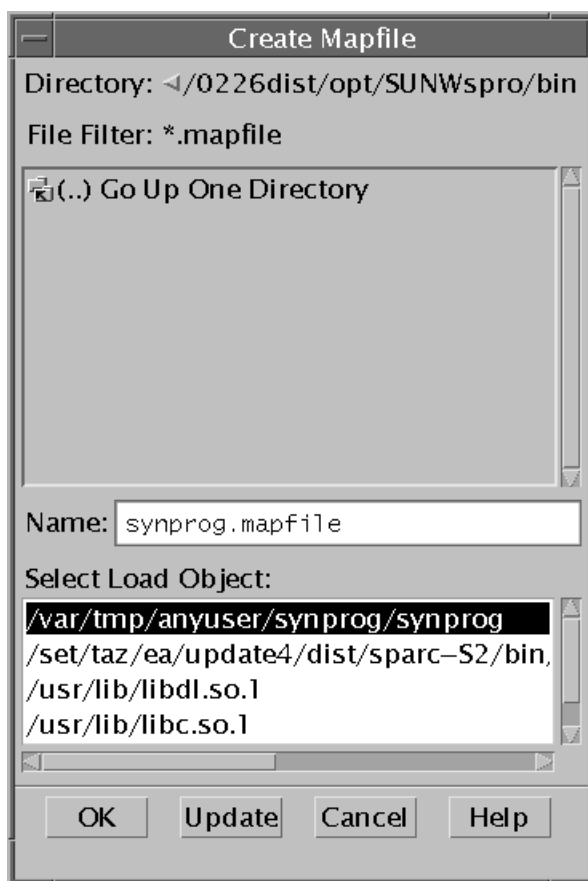 Create Mapfile
Directory: /0226dist/opt/SUNWspro/bin
File Filter: *.mapfile
(..) Go Up One Directory
Name: synprog.mapfile
Select Load Object:
/var/tmp/anyuser/synprog/synprog
/set/taz/ea/update4/dist/sparc−S2/bin,
/usr/lib/libdl.so.1
/usr/lib/libc.so.1
OK Update Cancel Help